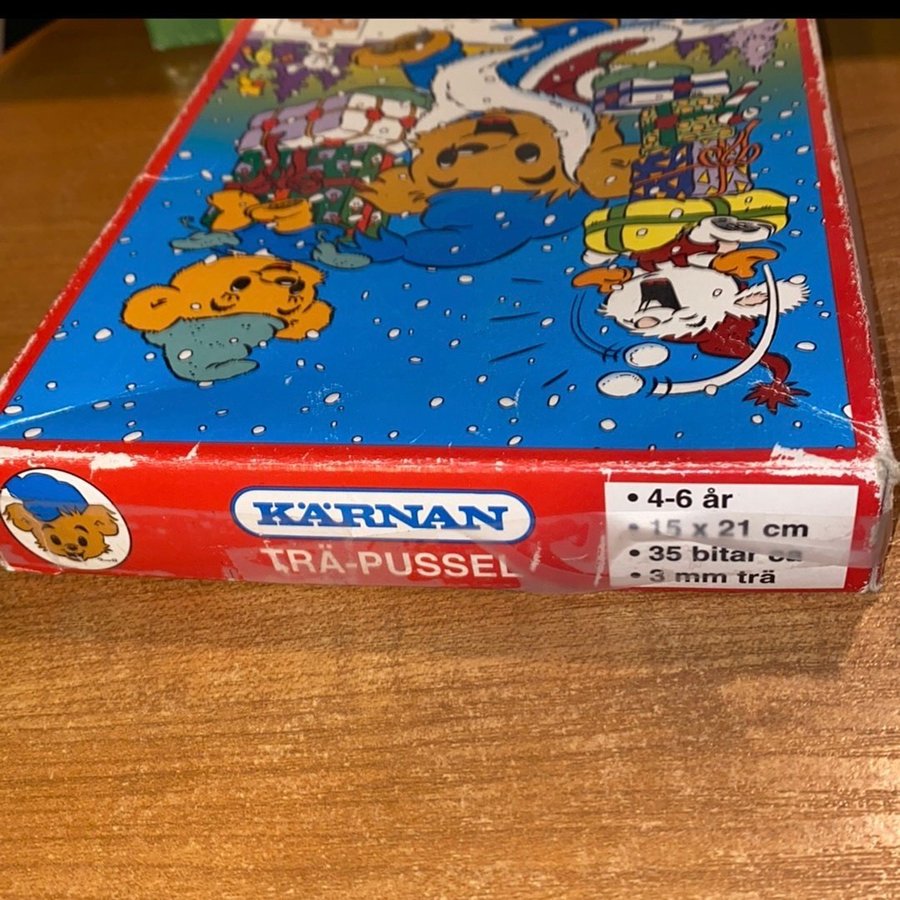 KÄRNAN
TRÄ-PUSSEL
• 4-6 år
• 15 x 21 cm
• 35 bitar ca
• 3 mm trä